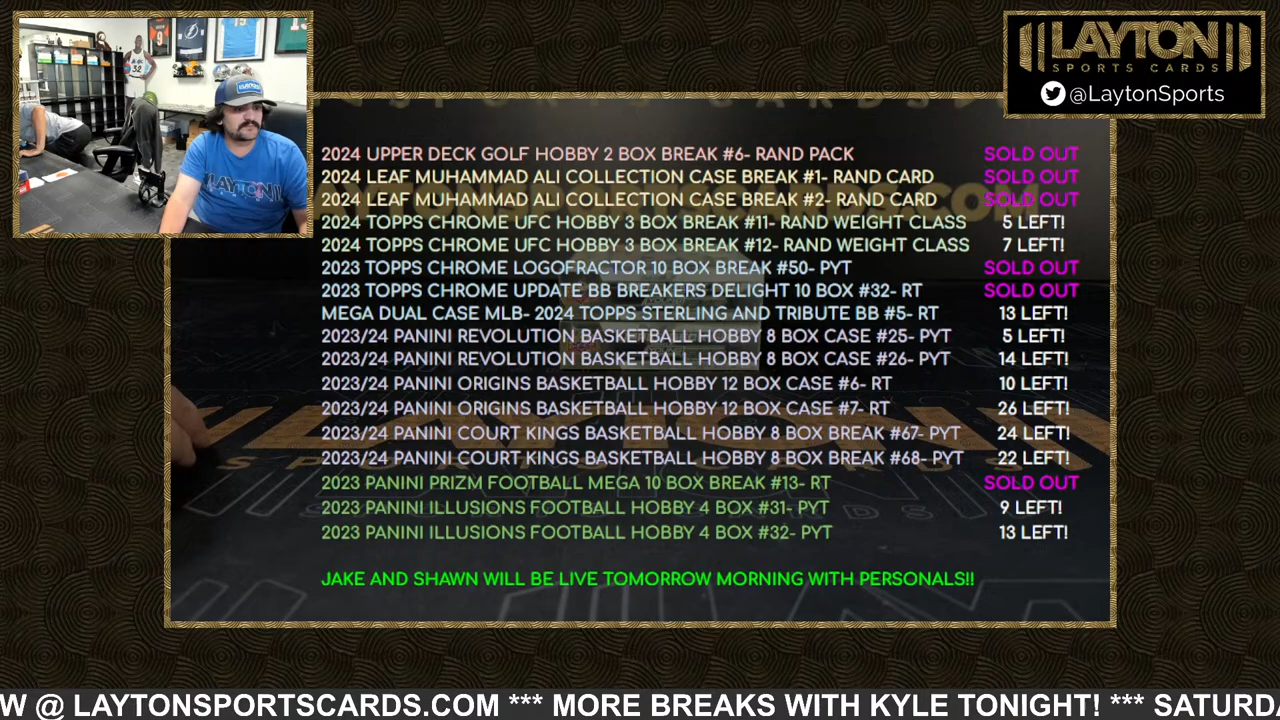 LAYTON
SPORTS CARDS
@LaytonSports
2024 UPPER DECK GOLF HOBBY 2 BOX BREAK #6- RAND PACK SOLD OUT
2024 LEAF MUHAMMAD ALI COLLECTION CASE BREAK #1- RAND CARD SOLD OUT
2024 LEAF MUHAMMAD ALI COLLECTION CASE BREAK #2- RAND CARD SOLD OUT
2024 TOPPS CHROME UFC HOBBY 3 BOX BREAK #11- RAND WEIGHT CLASS 5 LEFT!
2024 TOPPS CHROME UFC HOBBY 3 BOX BREAK #12- RAND WEIGHT CLASS 7 LEFT!
2023 TOPPS CHROME LOGOFRACTOR 10 BOX BREAK #50- PYT SOLD OUT
2023 TOPPS CHROME UPDATE BB BREAKERS DELIGHT 10 BOX #32- RT SOLD OUT
MEGA DUAL CASE MLB- 2024 TOPPS STERLING AND TRIBUTE BB #5- RT 13 LEFT!
2023/24 PANINI REVOLUTION BASKETBALL HOBBY 8 BOX CASE #25- PYT 5 LEFT!
2023/24 PANINI REVOLUTION BASKETBALL HOBBY 8 BOX CASE #26- PYT 14 LEFT!
2023/24 PANINI ORIGINS BASKETBALL HOBBY 12 BOX CASE #6- RT 10 LEFT!
2023/24 PANINI ORIGINS BASKETBALL HOBBY 12 BOX CASE #7- RT 26 LEFT!
2023/24 PANINI COURT KINGS BASKETBALL HOBBY 8 BOX BREAK #67- PYT 24 LEFT!
2023/24 PANINI COURT KINGS BASKETBALL HOBBY 8 BOX BREAK #68- PYT 22 LEFT!
2023 PANINI PRIZM FOOTBALL MEGA 10 BOX BREAK #13- RT SOLD OUT
2023 PANINI ILLUSIONS FOOTBALL HOBBY 4 BOX #31- PYT 9 LEFT!
2023 PANINI ILLUSIONS FOOTBALL HOBBY 4 BOX #32- PYT 13 LEFT!
JAKE AND SHAWN WILL BE LIVE TOMORROW MORNING WITH PERSONALS!!
W @ LAYTONSPORTSCARDS.COM *** MORE BREAKS WITH KYLE TONIGHT! *** SATURDA